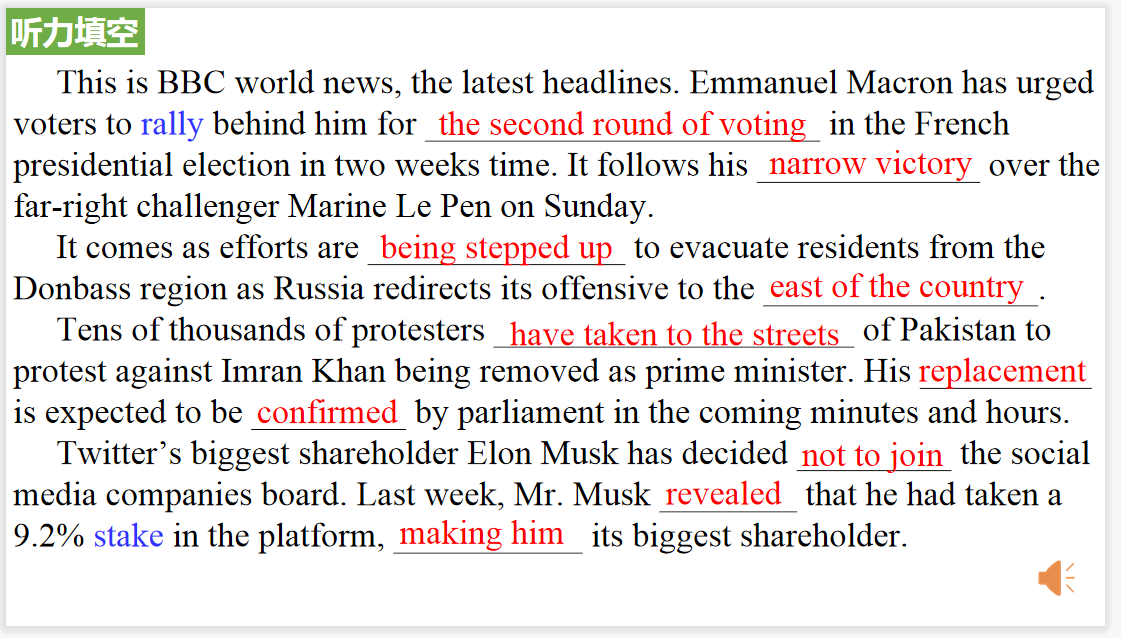 听力填空
This is BBC world news, the latest headlines. Emmanuel Macron has urged
voters to rally behind him for the second round of voting in the French
presidential election in two weeks time. It follows his narrow victory over the
far-right challenger Marine Le Pen on Sunday.
It comes as efforts are being stepped up to evacuate residents from the
Donbass region as Russia redirects its offensive to the east of the country.
Tens of thousands of protesters have taken to the streets of Pakistan to
protest against Imran Khan being removed as prime minister. His replacement
is expected to be confirmed by parliament in the coming minutes and hours.
Twitter’s biggest shareholder Elon Musk has decided not to join the social
media companies board. Last week, Mr. Musk revealed that he had taken a
9.2% stake in the platform, making him its biggest shareholder.